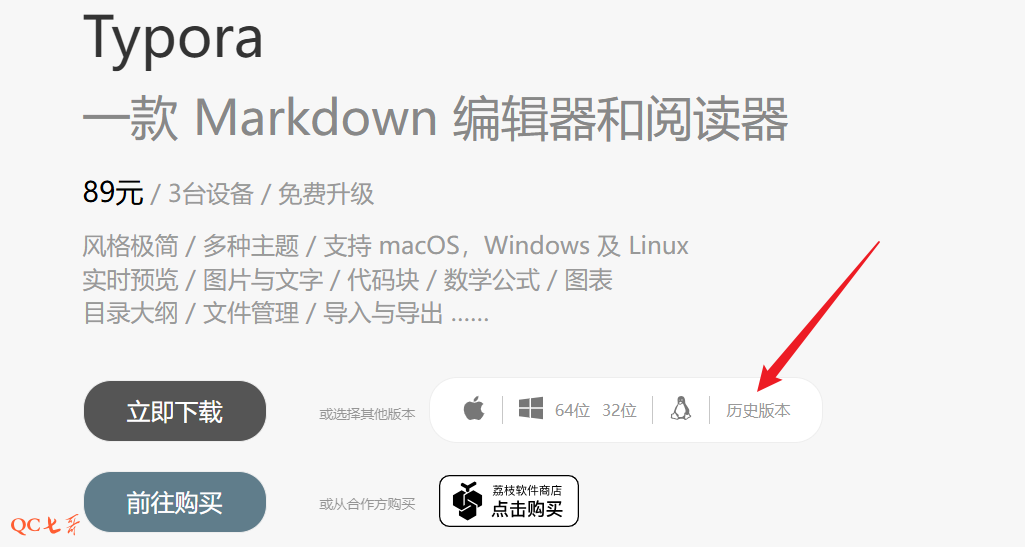 Typora
一款 Markdown 编辑器和阅读器
89元 / 3台设备 / 免费升级
风格极简 / 多种主题 / 支持 macOS，Windows 及 Linux
实时预览 / 图片与文字 / 代码块 / 数学公式 / 图表
目录大纲 / 文件管理 / 导入与导出 ……
立即下载 或选择其他版本 64位 32位 历史版本
荔枝软件商店
前往购买 或从合作方购买 点击购买
QC七哥